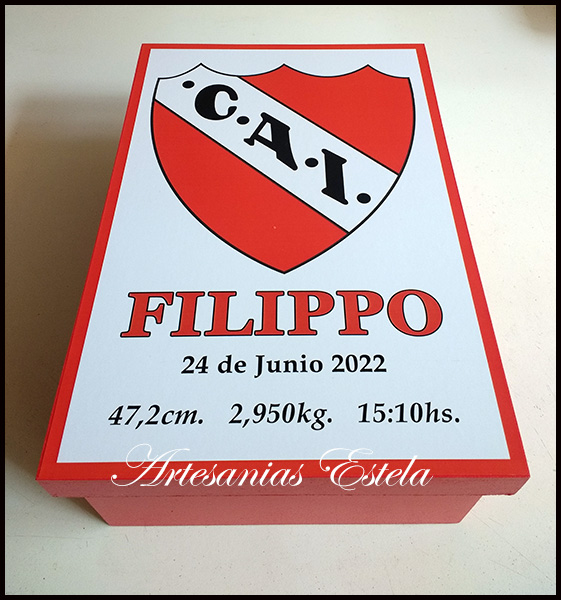 ·C.A.I.
FILIPPO
24 de Junio 2022
47,2cm. 2,950kg. 15:10hs.
Artesanias Estela